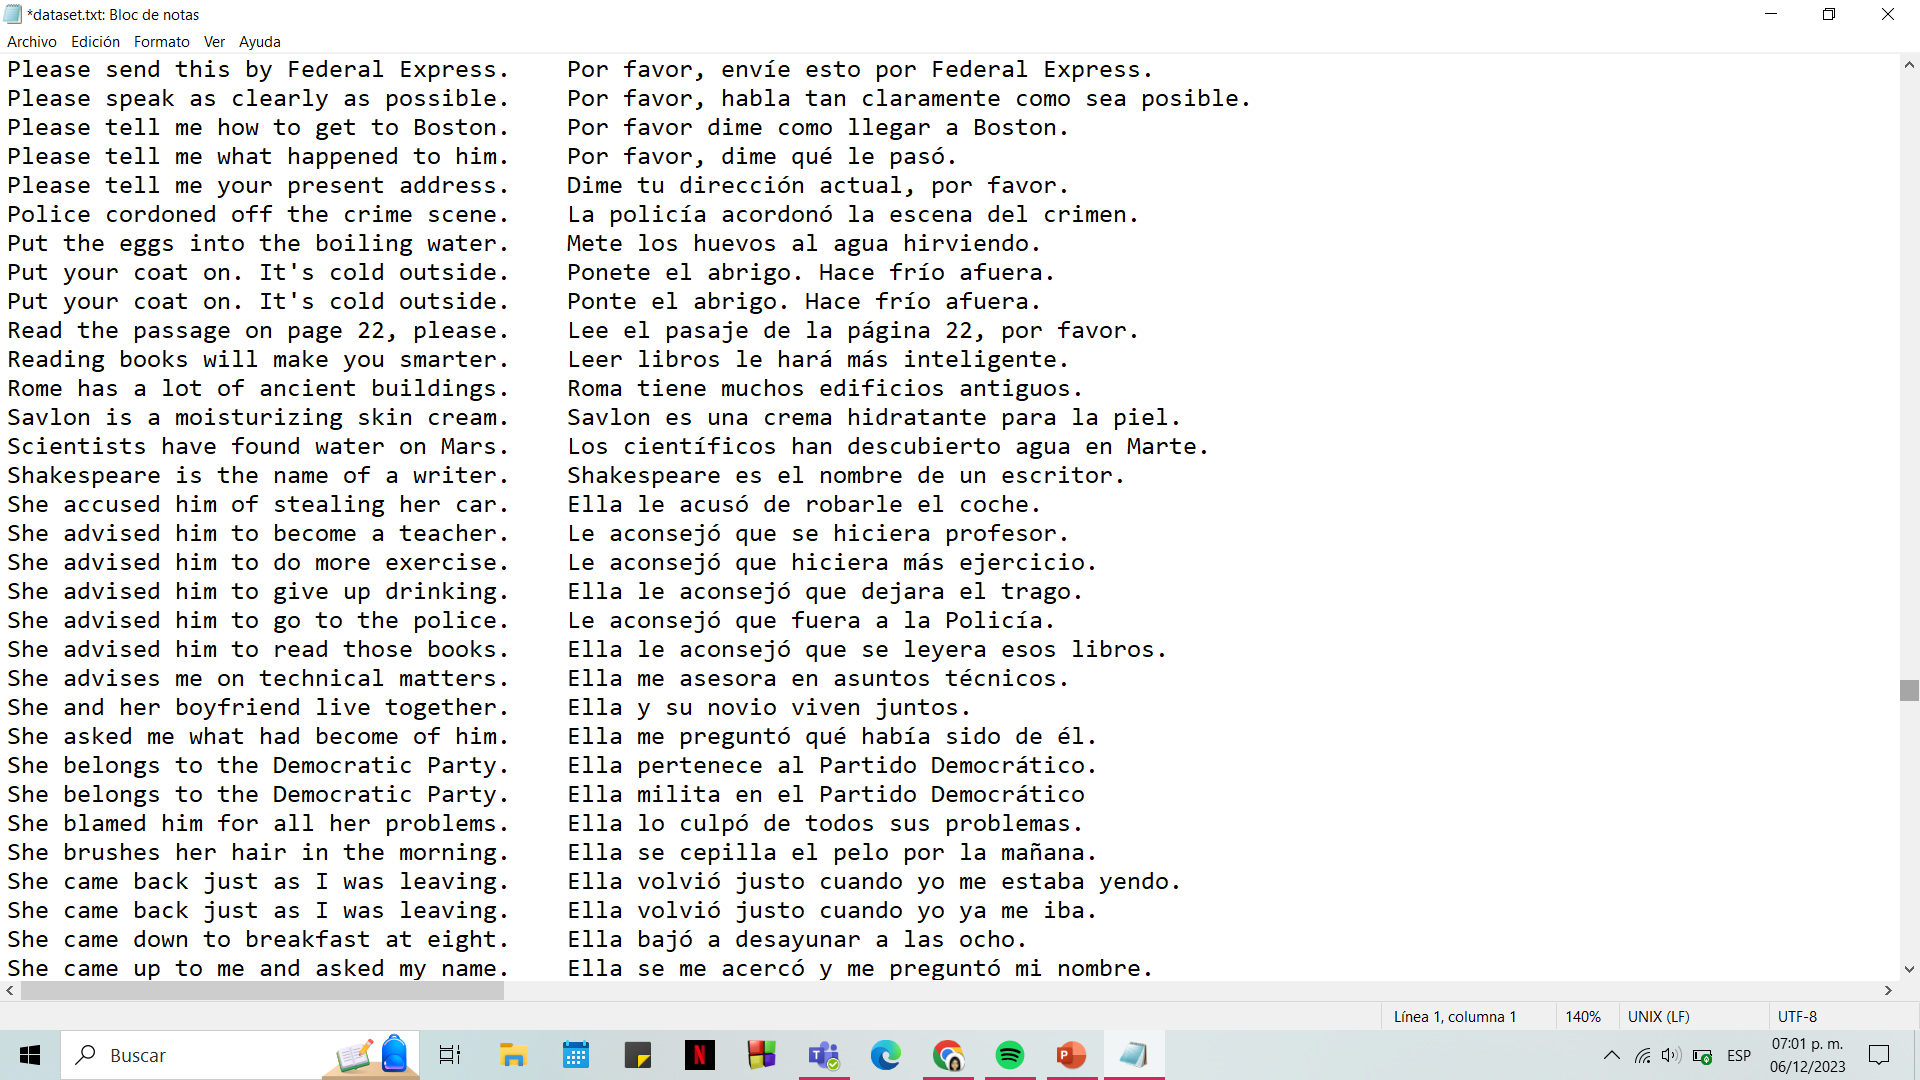 *dataset.txt: Bloc de notas
Archivo Edición Formato Ver Ayuda
Please send this by Federal Express. Por favor, envíe esto por Federal Express.
Please speak as clearly as possible. Por favor, habla tan claramente como sea posible.
Please tell me how to get to Boston. Por favor dime como llegar a Boston.
Please tell me what happened to him. Por favor, dime qué le pasó.
Please tell me your present address. Dime tu dirección actual, por favor.
Police cordoned off the crime scene. La policía acordonó la escena del crimen.
Put the eggs into the boiling water. Mete los huevos al agua hirviendo.
Put your coat on. It's cold outside. Ponete el abrigo. Hace frío afuera.
Put your coat on. It's cold outside. Ponte el abrigo. Hace frío afuera.
Read the passage on page 22, please. Lee el pasaje de la página 22, por favor.
Reading books will make you smarter. Leer libros le hará más inteligente.
Rome has a lot of ancient buildings. Roma tiene muchos edificios antiguos.
Savlon is a moisturizing skin cream. Savlon es una crema hidratante para la piel.
Scientists have found water on Mars. Los científicos han descubierto agua en Marte.
Shakespeare is the name of a writer. Shakespeare es el nombre de un escritor.
She accused him of stealing her car. Ella le acusó de robarle el coche.
She advised him to become a teacher. Le aconsejó que se hiciera profesor.
She advised him to do more exercise. Le aconsejó que hiciera más ejercicio.
She advised him to give up drinking. Ella le aconsejó que dejara el trago.
She advised him to go to the police. Le aconsejó que fuera a la Policía.
She advised him to read those books. Ella le aconsejó que se leyera esos libros.
She advises me on technical matters. Ella me asesora en asuntos técnicos.
She and her boyfriend live together. Ella y su novio viven juntos.
She asked me what had become of him. Ella me preguntó qué había sido de él.
She belongs to the Democratic Party. Ella pertenece al Partido Democrático.
She belongs to the Democratic Party. Ella milita en el Partido Democrático
She blamed him for all her problems. Ella lo culpó de todos sus problemas.
She brushes her hair in the morning. Ella se cepilla el pelo por la mañana.
She came back just as I was leaving. Ella volvió justo cuando yo me estaba yendo.
She came back just as I was leaving. Ella volvió justo cuando yo ya me iba.
She came down to breakfast at eight. Ella bajó a desayunar a las ocho.
She came up to me and asked my name. Ella se me acercó y me preguntó mi nombre.
Línea 1, columna 1 140% UNIX (LF) UTF-8
Buscar
ESP
07:01 p. m.
06/12/2023